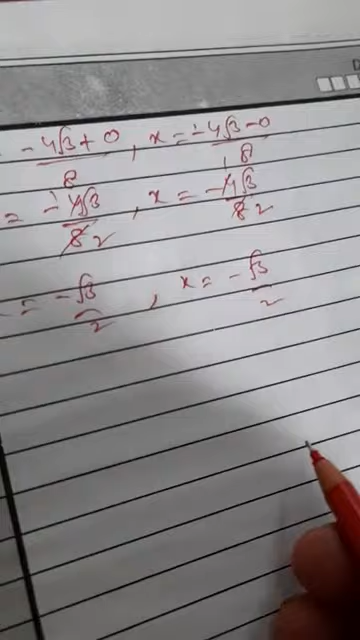 -4√3 + 0 / 8 , x = -4√3 - 0 / 8
= -4√3 / 8 2 , x = -4√3 / 8 2
= -√3 / 2 , x = -√3 / 2